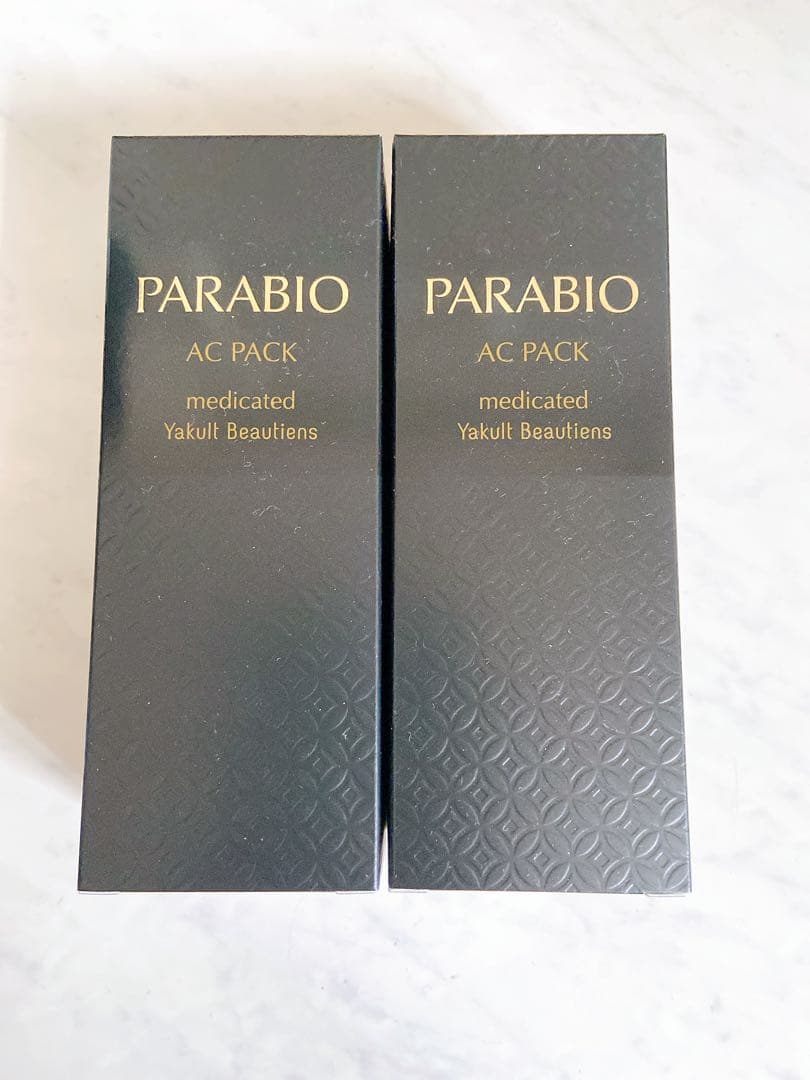 PARABIO
AC PACK
medicated
Yakult Beautiens
PARABIO
AC PACK
medicated
Yakult Beautiens